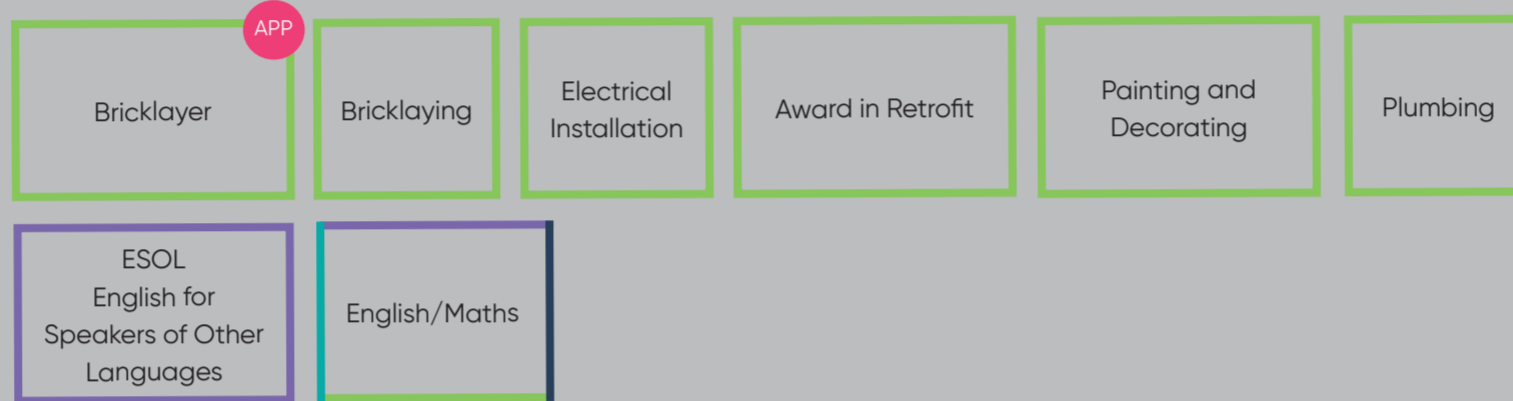 APP
Bricklayer
Bricklaying
Electrical
Installation
Award in Retrofit
Painting and
Decorating
Plumbing
ESOL
English for
Speakers of Other
Languages
English/Maths